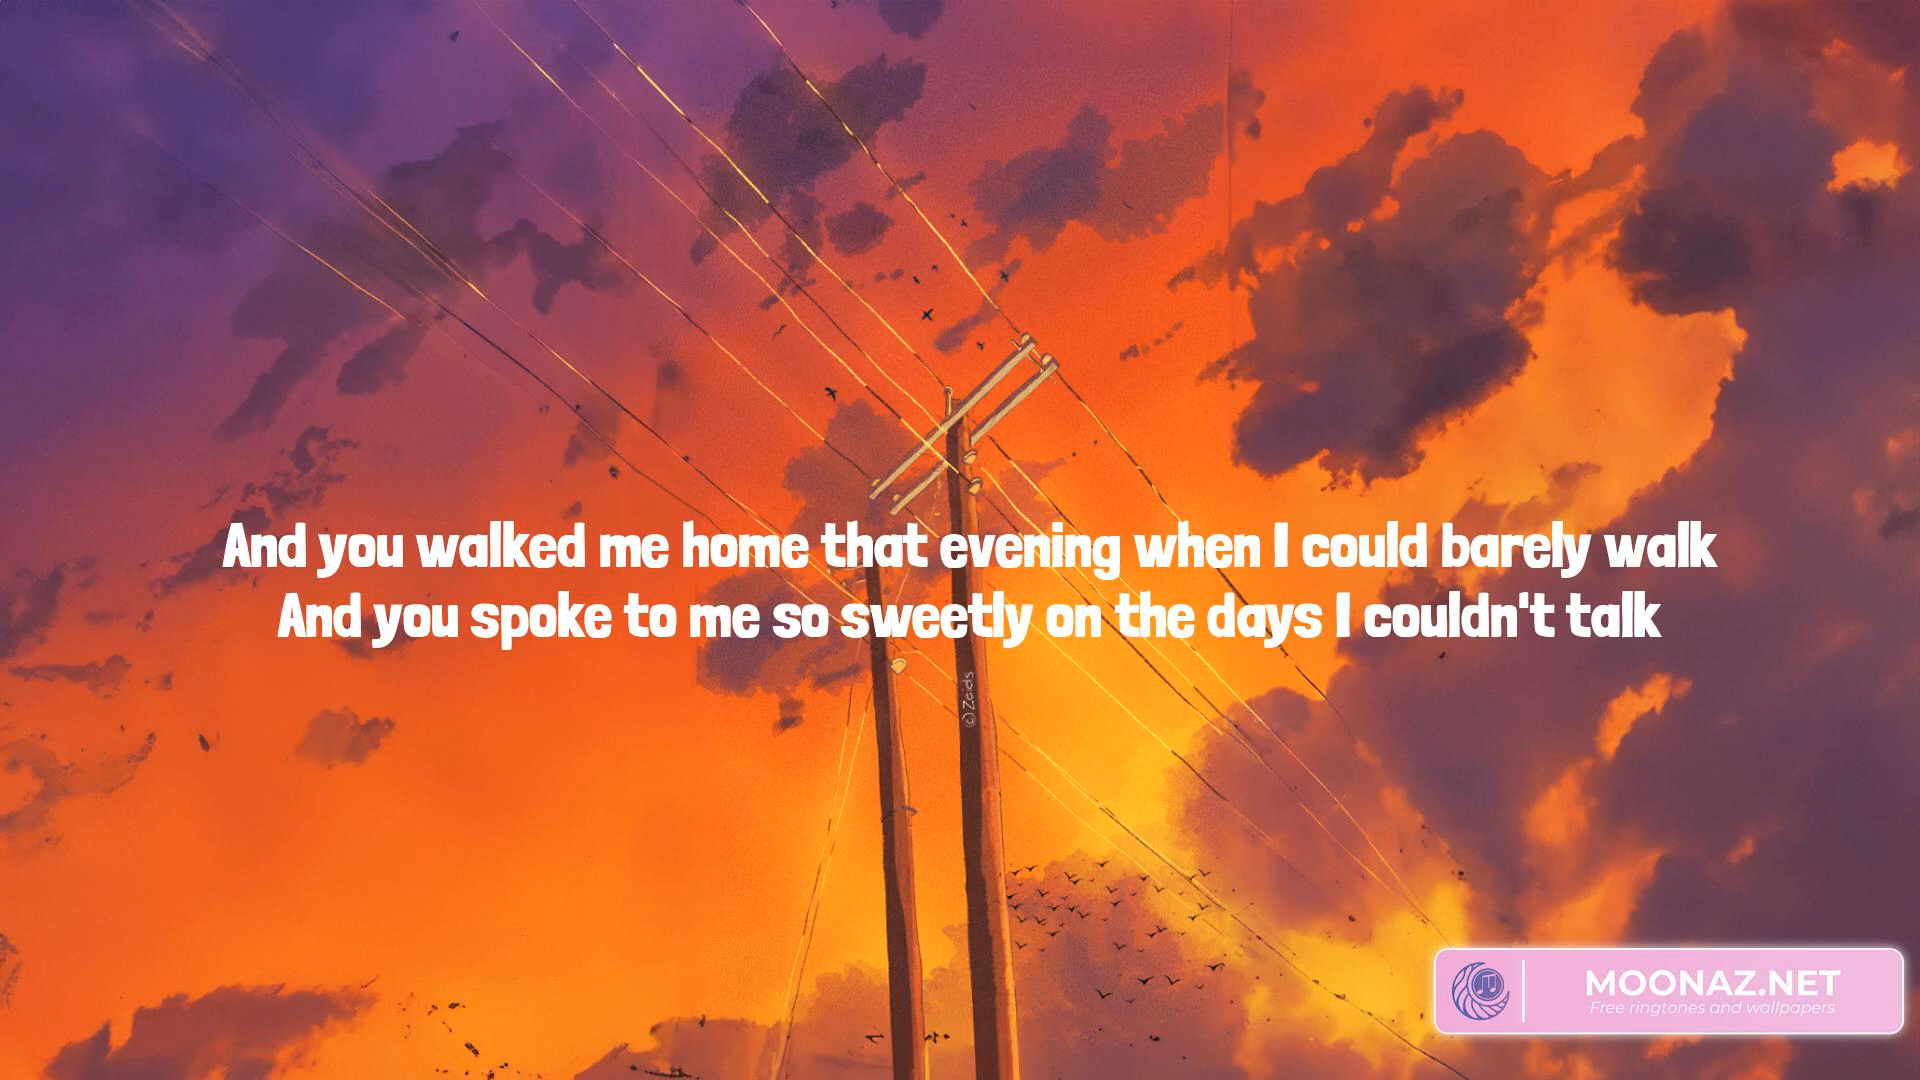 And you walked me home that evening when I could barely walk
And you spoke to me so sweetly on the days I couldn't talk
© Zeids
MOONAZ.NET
Free ringtones and wallpapers